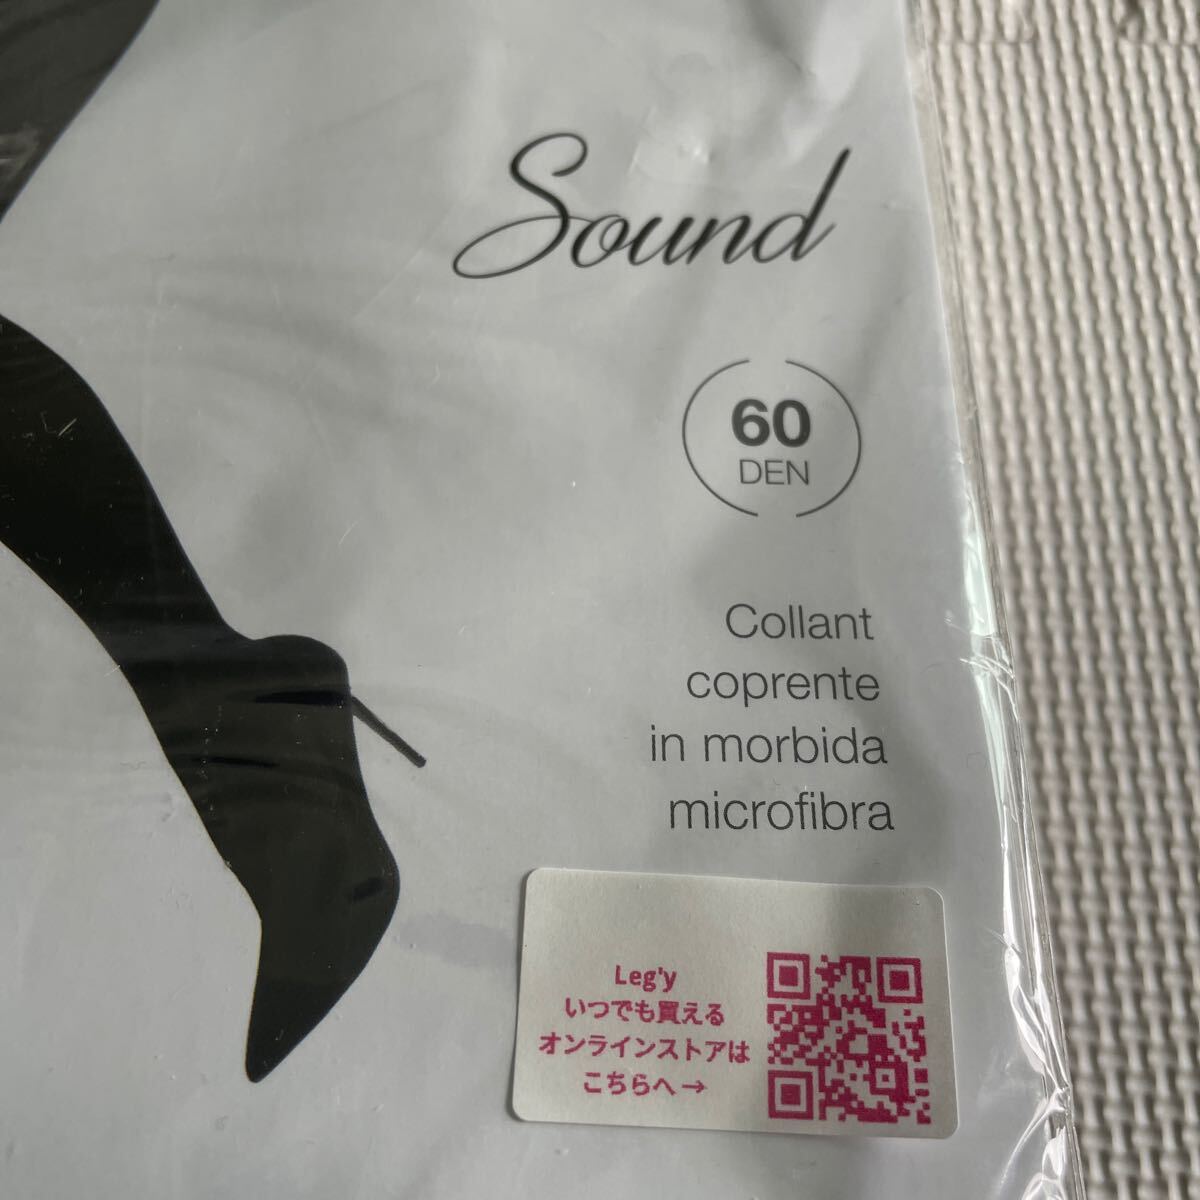 Sound
60
DEN
Collant
coprente
in morbida
microfibra
Leg'y
いつでも買える
オンラインストアは
こちらへ→